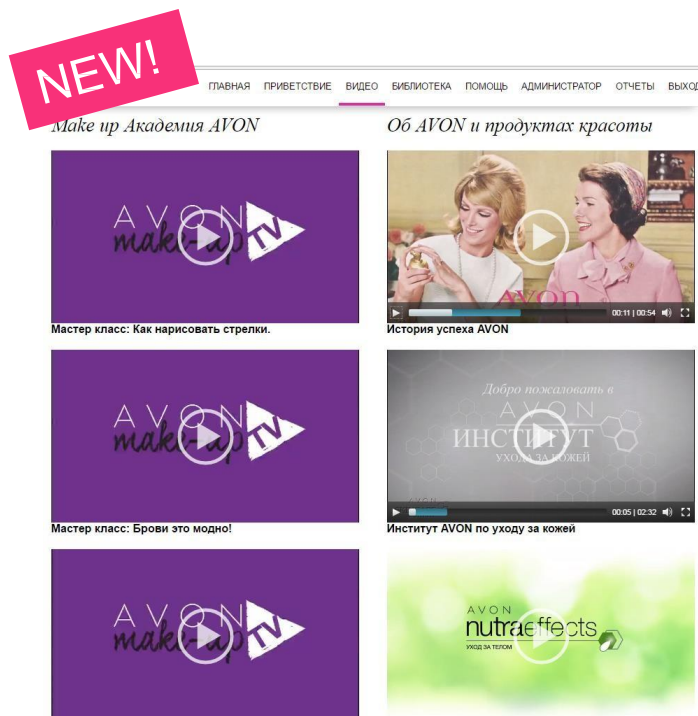 NEW!
ГЛАВНАЯ ПРИВЕТСТВИЕ ВИДЕО БИБЛИОТЕКА ПОМОЩЬ АДМИНИСТРАТОР ОТЧЕТЫ ВЫХОД
Make up Академия AVON
Об AVON и продуктах красоты
AVON
make-up TV
AVON
00:11 | 00:54
Мастер класс: Как нарисовать стрелки.
История успеха AVON
AVON
make-up TV
Добро пожаловать в
AVON
ИНСТИТУТ
УХОДА ЗА КОЖЕЙ
00:05 | 02:32
Мастер класс: Брови это модно!
Институт AVON по уходу за кожей
AVON
make-up TV
AVON
nutraeffects
УХОД ЗА ТЕЛОМ